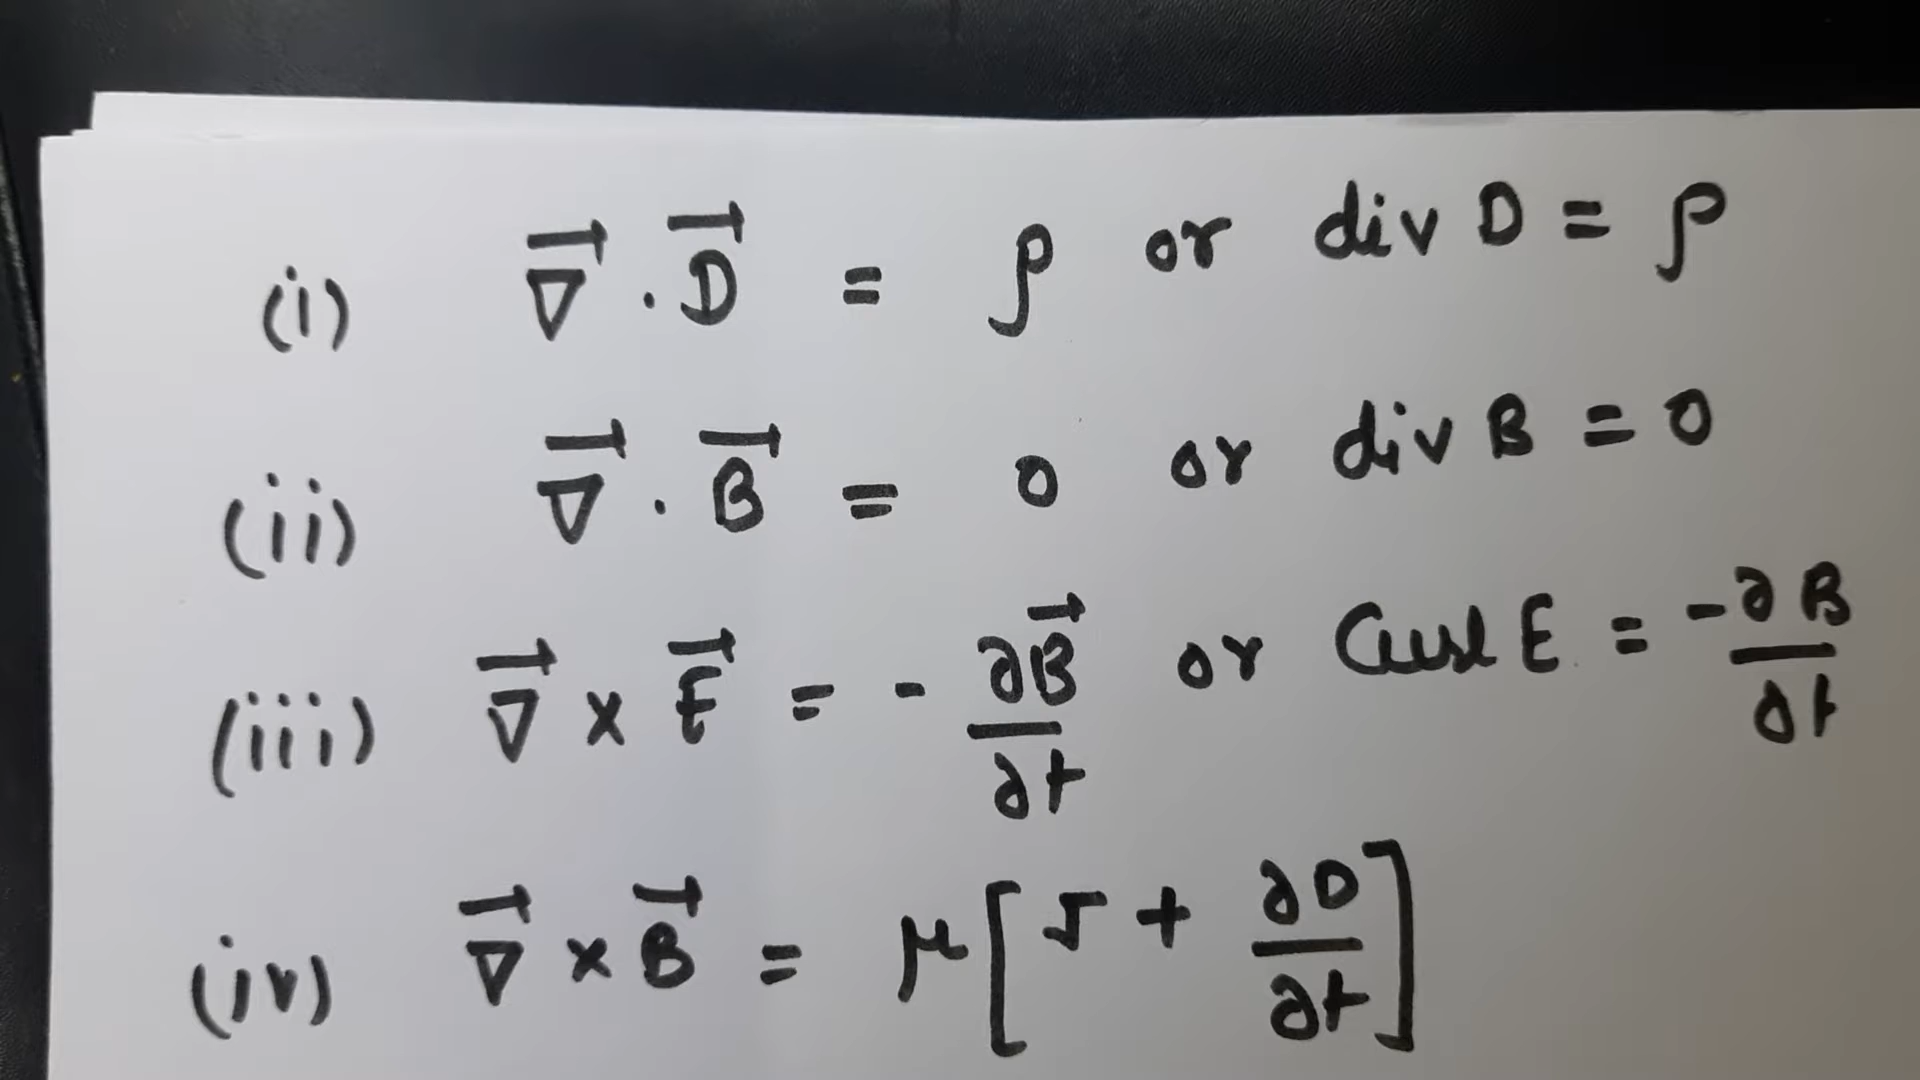 (i) ∇⃗ . D⃗ = ρ or div D = ρ
(ii) ∇⃗ . B⃗ = 0 or div B = 0
(iii) ∇⃗ × E⃗ = - ∂B⃗/∂t or Curl E = -∂B/∂t
(iv) ∇⃗ × B⃗ = μ[J + ∂D/∂t]